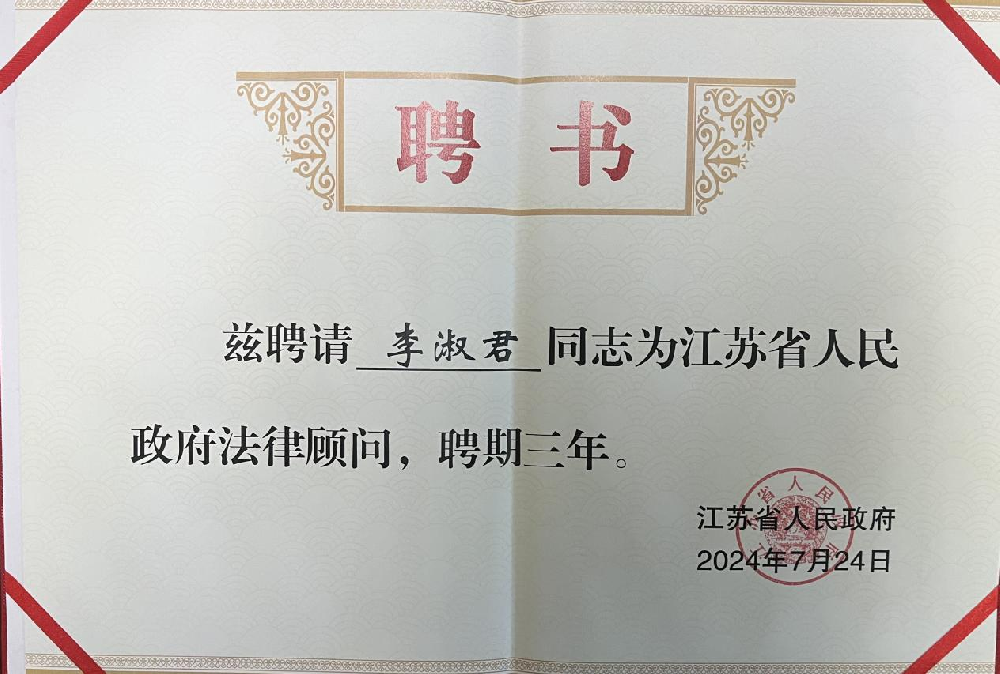 聘书
兹聘请 李淑君 同志为江苏省人民
政府法律顾问，聘期三年。
江苏省人民政府
2024年7月24日